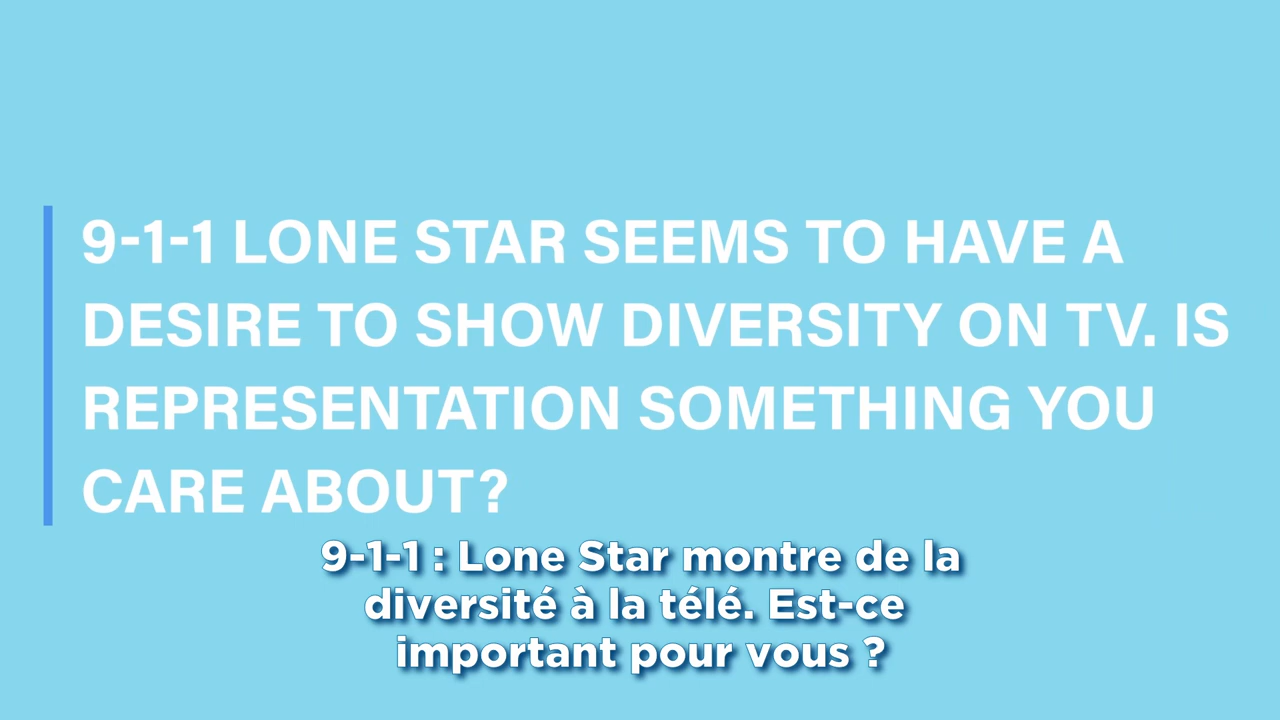 9-1-1 LONE STAR SEEMS TO HAVE A
DESIRE TO SHOW DIVERSITY ON TV. IS
REPRESENTATION SOMETHING YOU
CARE ABOUT?
9-1-1 : Lone Star montre de la
diversité à la télé. Est-ce
important pour vous ?